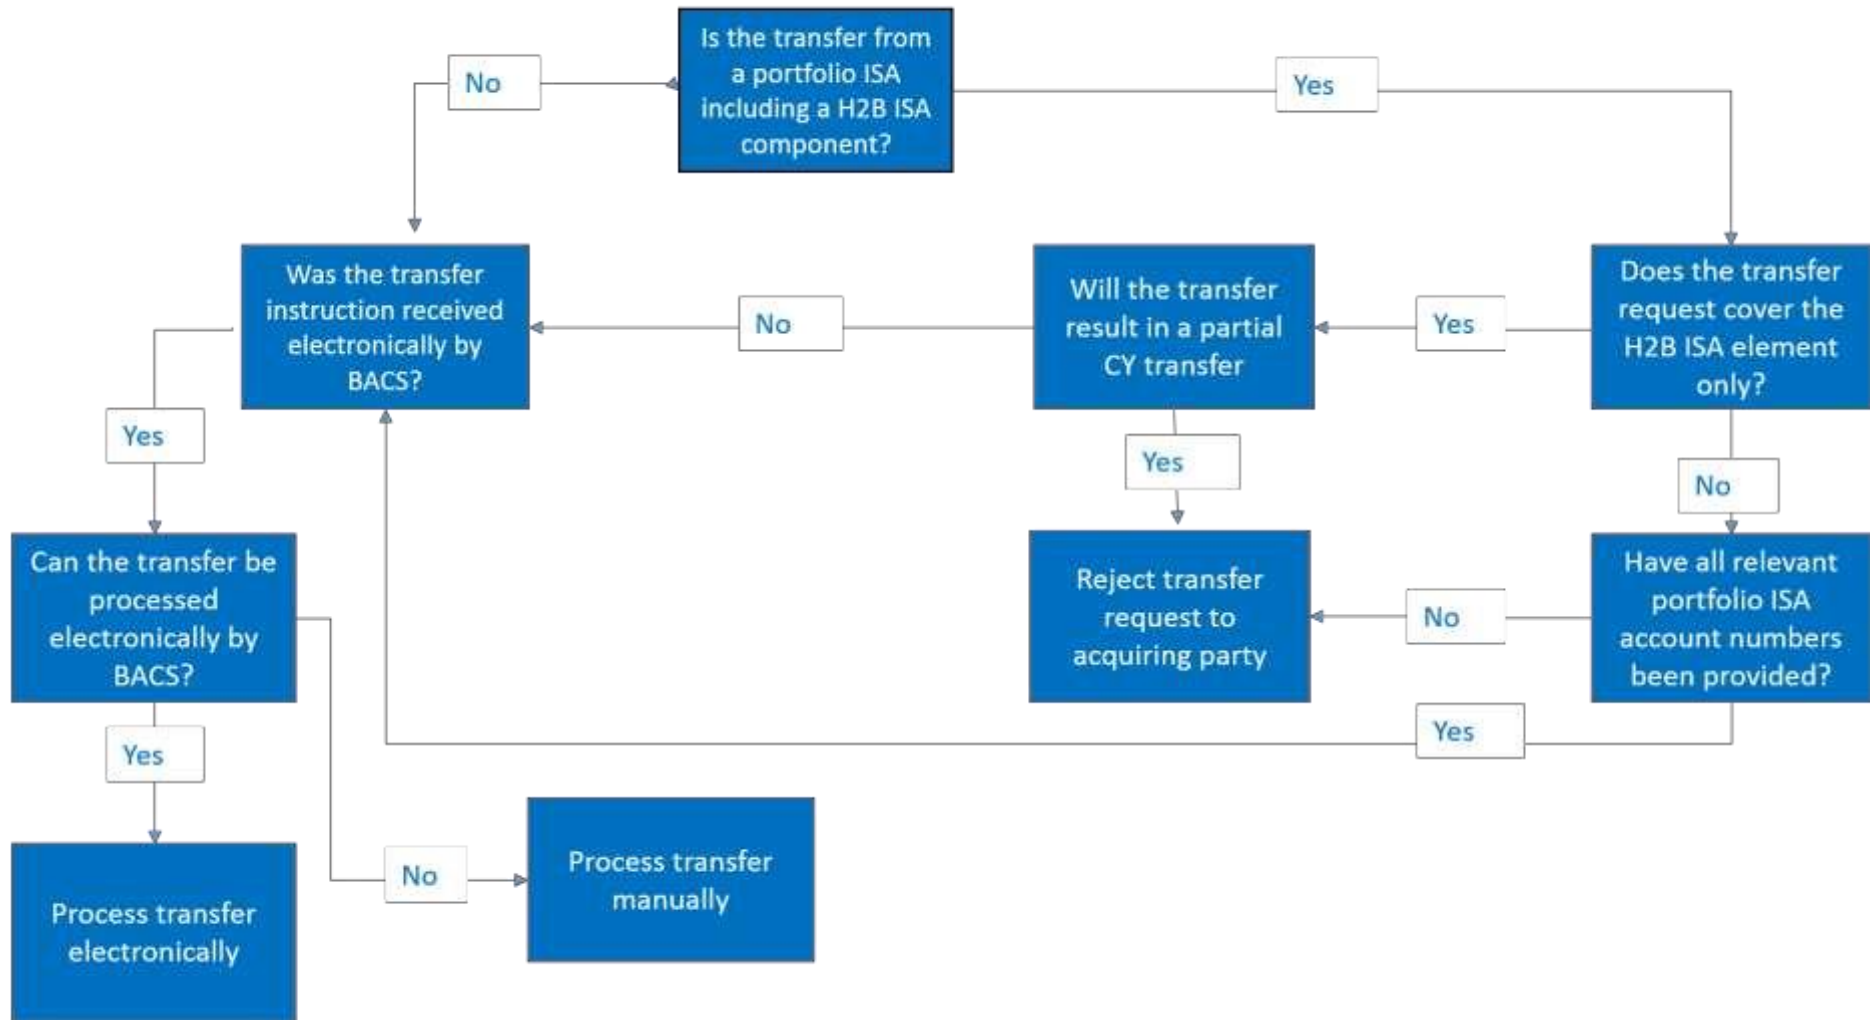 Is the transfer from
a portfolio ISA
including a H2B ISA
component?
No
Yes
Was the transfer
instruction received
electronically by
BACS?
No
Will the transfer
result in a partial
CY transfer
Yes
Does the transfer
request cover the
H2B ISA element
only?
Yes
Yes
No
Can the transfer be
processed
electronically by
BACS?
Reject transfer
request to
acquiring party
No
Have all relevant
portfolio ISA
account numbers
been provided?
Yes
Yes
No
Process transfer
manually
Process transfer
electronically